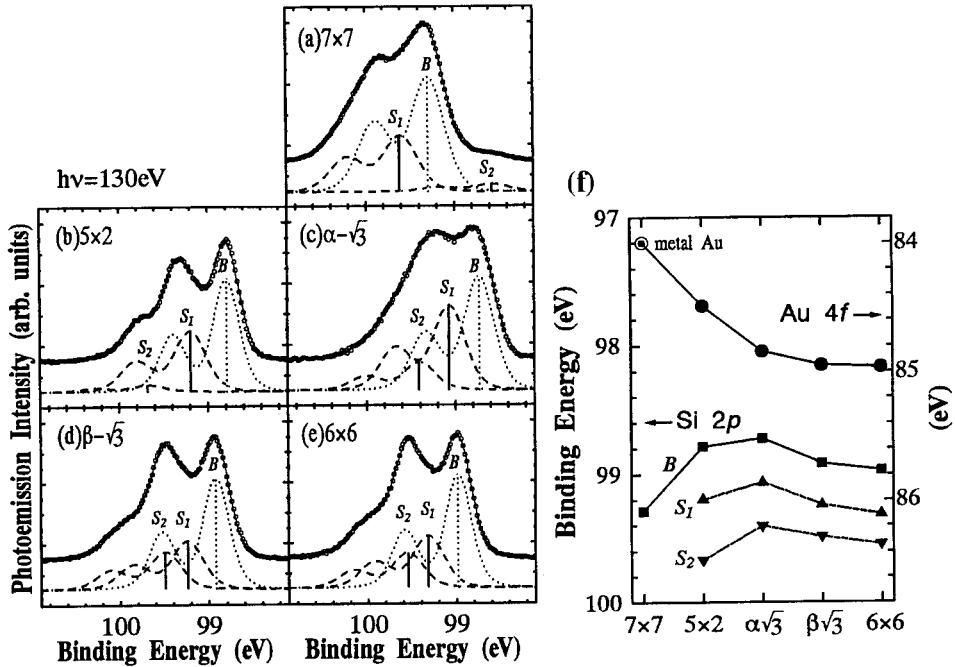 (a)7×7
B
S1
S2
hν=130eV
(b)5×2
B
S1
S2
(c)α-√3
B
S1
(d)β-√3
B
S2
S1
(e)6×6
B
S2
S1
Photoemission Intensity (arb. units)
100 99
100 99
Binding Energy (eV)
Binding Energy (eV)
(f)
97
98
99
100
Binding Energy (eV)
metal Au
Au 4f →
← Si 2p
B
S1
S2
84
85
86
(eV)
7×7 5×2 α√3 β√3 6×6